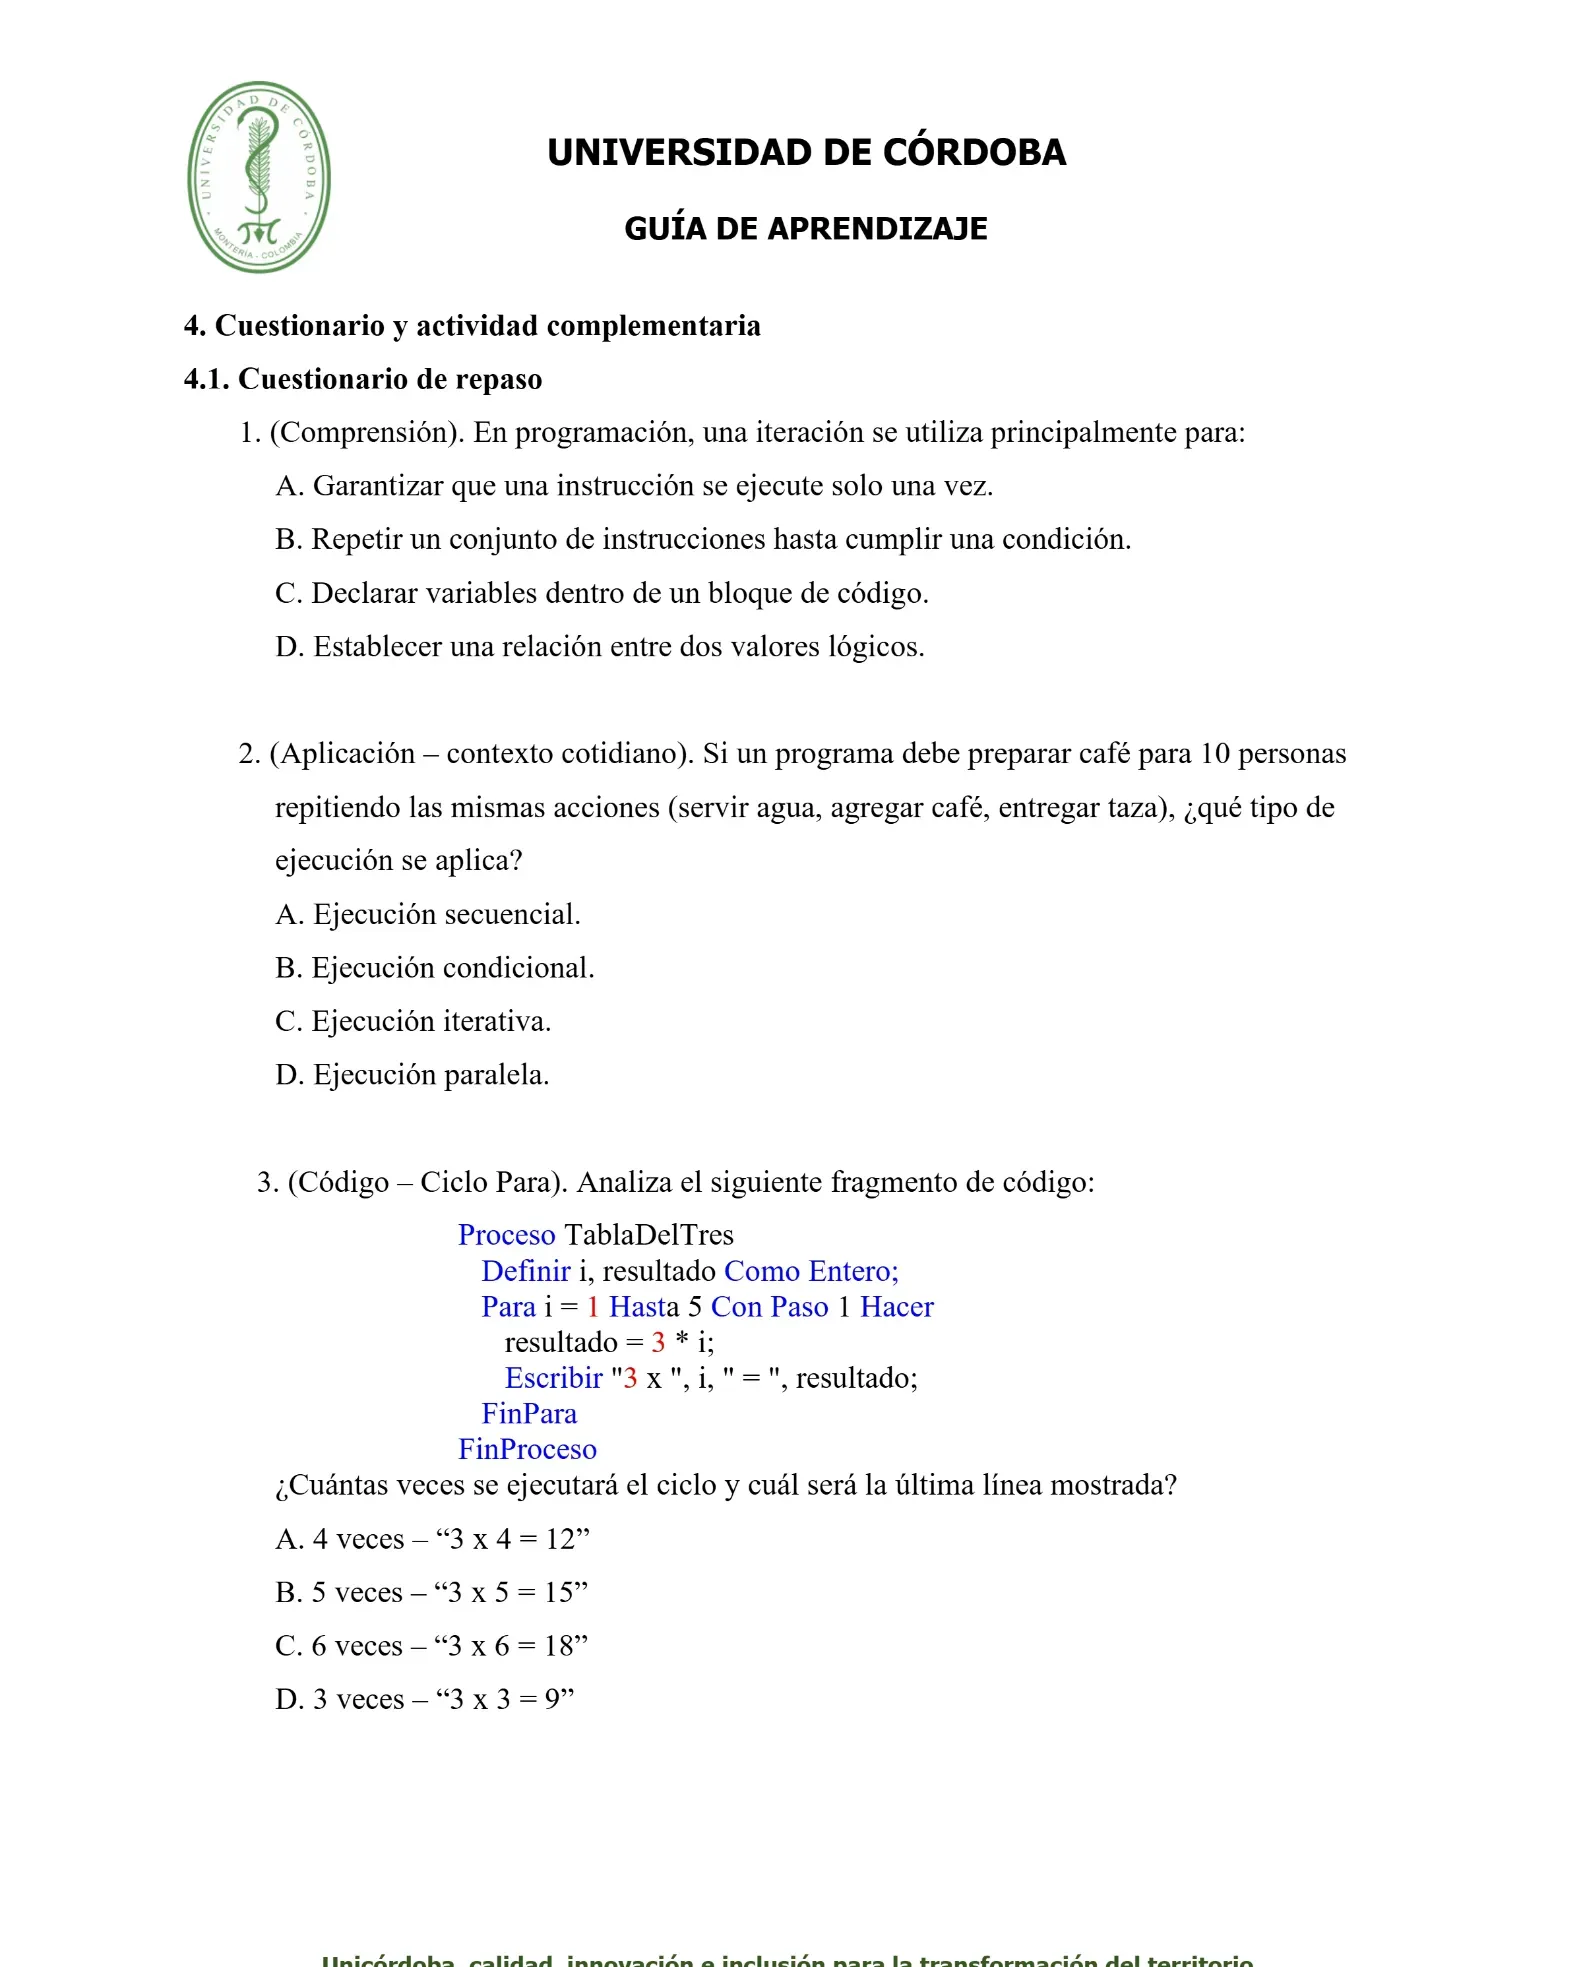 UNIVERSIDAD DE CÓRDOBA
MONTERÍA - COLOMBIA
UNIVERSIDAD DE CÓRDOBA
GUÍA DE APRENDIZAJE
4. Cuestionario y actividad complementaria
4.1. Cuestionario de repaso
1. (Comprensión). En programación, una iteración se utiliza principalmente para:
A. Garantizar que una instrucción se ejecute solo una vez.
B. Repetir un conjunto de instrucciones hasta cumplir una condición.
C. Declarar variables dentro de un bloque de código.
D. Establecer una relación entre dos valores lógicos.
2. (Aplicación – contexto cotidiano). Si un programa debe preparar café para 10 personas
repitiendo las mismas acciones (servir agua, agregar café, entregar taza), ¿qué tipo de
ejecución se aplica?
A. Ejecución secuencial.
B. Ejecución condicional.
C. Ejecución iterativa.
D. Ejecución paralela.
3. (Código – Ciclo Para). Analiza el siguiente fragmento de código:
Proceso TablaDelTres
Definir i, resultado Como Entero;
Para i = 1 Hasta 5 Con Paso 1 Hacer
resultado = 3 * i;
Escribir "3 x ", i, " = ", resultado;
FinPara
FinProceso
¿Cuántas veces se ejecutará el ciclo y cuál será la última línea mostrada?
A. 4 veces – “3 x 4 = 12”
B. 5 veces – “3 x 5 = 15”
C. 6 veces – “3 x 6 = 18”
D. 3 veces – “3 x 3 = 9”
Unicórdoba, calidad, innovación e inclusión para la transformación del territorio